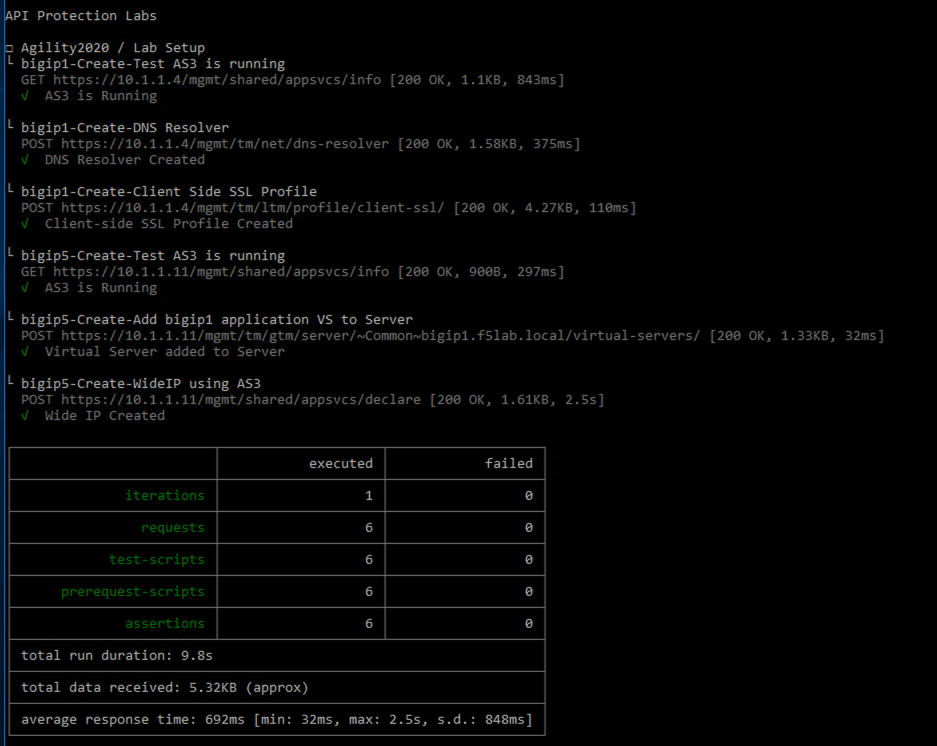 API Protection Labs
□ Agility2020 / Lab Setup
└ bigip1-Create-Test AS3 is running
GET https://10.1.1.4/mgmt/shared/appsvcs/info [200 OK, 1.1KB, 843ms]
√ AS3 is Running
└ bigip1-Create-DNS Resolver
POST https://10.1.1.4/mgmt/tm/net/dns-resolver [200 OK, 1.58KB, 375ms]
√ DNS Resolver Created
└ bigip1-Create-Client Side SSL Profile
POST https://10.1.1.4/mgmt/tm/ltm/profile/client-ssl/ [200 OK, 4.27KB, 110ms]
√ Client-side SSL Profile Created
└ bigip5-Create-Test AS3 is running
GET https://10.1.1.11/mgmt/shared/appsvcs/info [200 OK, 900B, 297ms]
√ AS3 is Running
└ bigip5-Create-Add bigip1 application VS to Server
POST https://10.1.1.11/mgmt/tm/gtm/server/~Common~bigip1.f5lab.local/virtual-servers/ [200 OK, 1.33KB, 32ms]
√ Virtual Server added to Server
└ bigip5-Create-WideIP using AS3
POST https://10.1.1.11/mgmt/shared/appsvcs/declare [200 OK, 1.61KB, 2.5s]
√ Wide IP Created
executed failed
iterations 1 0
requests 6 0
test-scripts 6 0
prerequest-scripts 6 0
assertions 6 0
total run duration: 9.8s
total data received: 5.32KB (approx)
average response time: 692ms [min: 32ms, max: 2.5s, s.d.: 848ms]